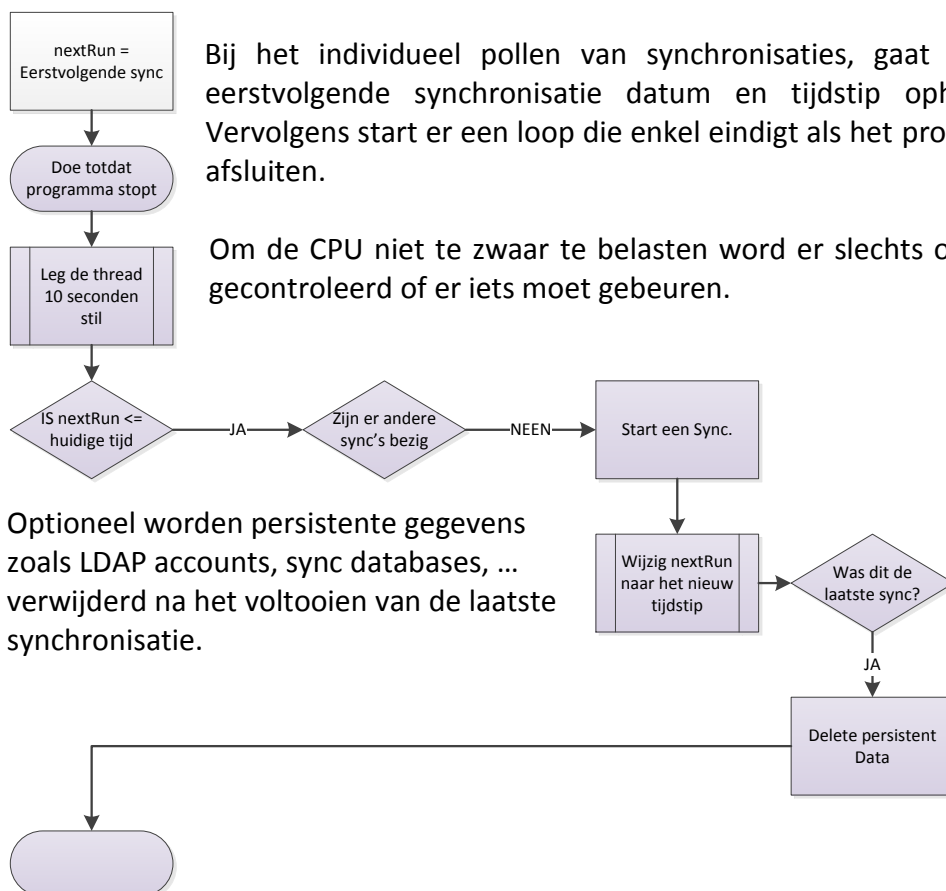 nextRun =
Eerstvolgende sync
Bij het individueel pollen van synchronisaties, gaat
eerstvolgende synchronisatie datum en tijdstip
Vervolgens start er een loop die enkel eindigt als het
afsluiten.
Doe totdat
programma stopt
Om de CPU niet te zwaar te belasten word er slechts
gecontroleerd of er iets moet gebeuren.
Leg de thread
10 seconden
stil
IS nextRun <=
huidige tijd
JA
Zijn er andere
sync's bezig
NEEN
Start een Sync.
Optioneel worden persistente gegevens
zoals LDAP accounts, sync databases, ...
verwijderd na het voltooien van de laatste
synchronisatie.
Wijzig nextRun
naar het nieuw
tijdstip
Was dit de
laatste sync?
JA
Delete persistent
Data